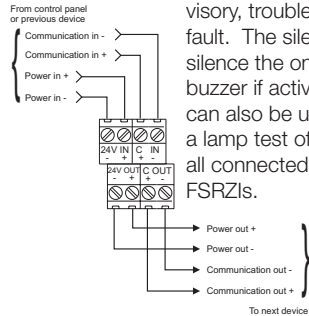 From control panel
or previous device
Communication in -
Communication in +
Power in +
Power in -
24V IN C IN
- + + -
24V OUT C OUT
- + + -
Power out +
Power out -
Communication out -
Communication out +
To next device
visory, trouble
fault. The sile
silence the on
buzzer if activ
can also be u
a lamp test of
all connected
FSRZIs.